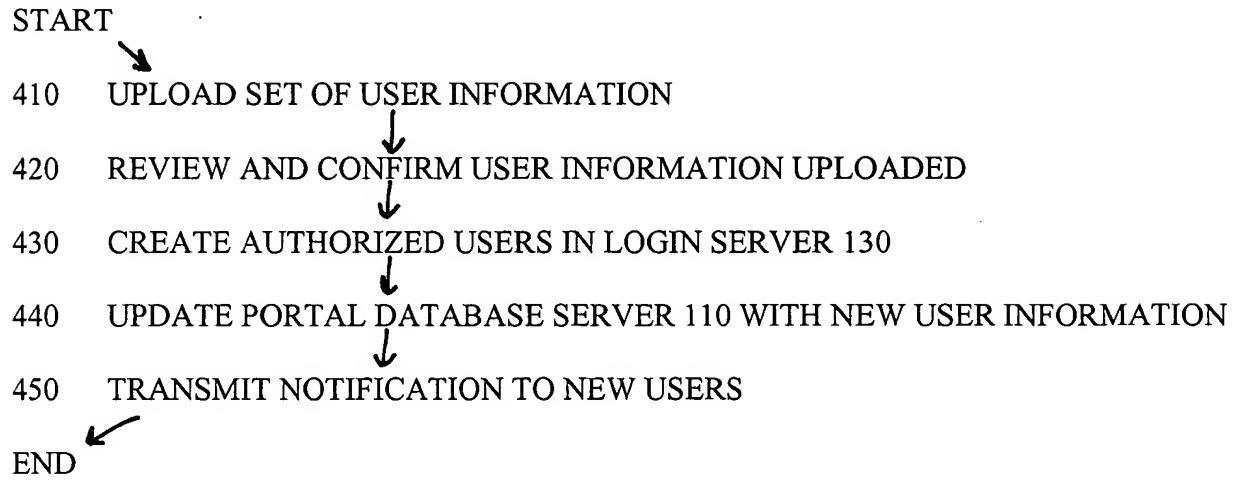 START
410 UPLOAD SET OF USER INFORMATION
420 REVIEW AND CONFIRM USER INFORMATION UPLOADED
430 CREATE AUTHORIZED USERS IN LOGIN SERVER 130
440 UPDATE PORTAL DATABASE SERVER 110 WITH NEW USER INFORMATION
450 TRANSMIT NOTIFICATION TO NEW USERS
END